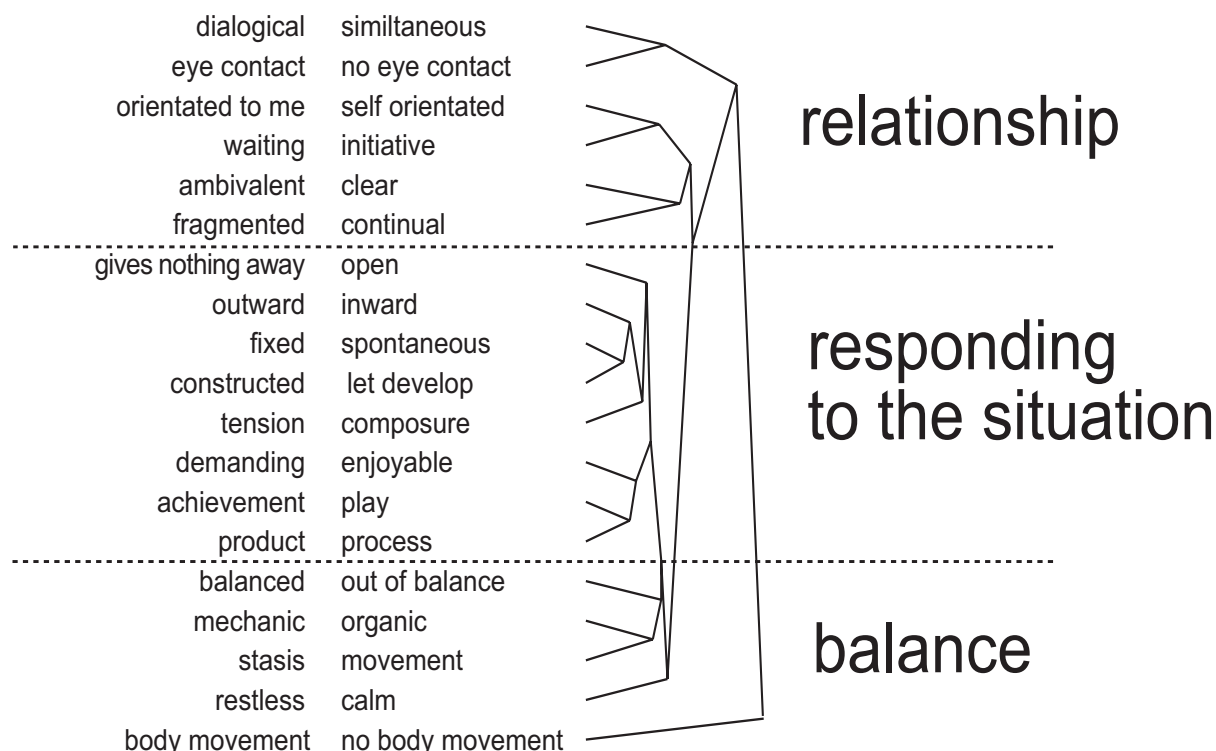 dialogical similtaneous
eye contact no eye contact
orientated to me self orientated
waiting initiative
ambivalent clear
fragmented continual
relationship
gives nothing away open
outward inward
fixed spontaneous
constructed let develop
tension composure
demanding enjoyable
achievement play
product process
responding
to the situation
balanced out of balance
mechanic organic
stasis movement
restless calm
body movement no body movement
balance